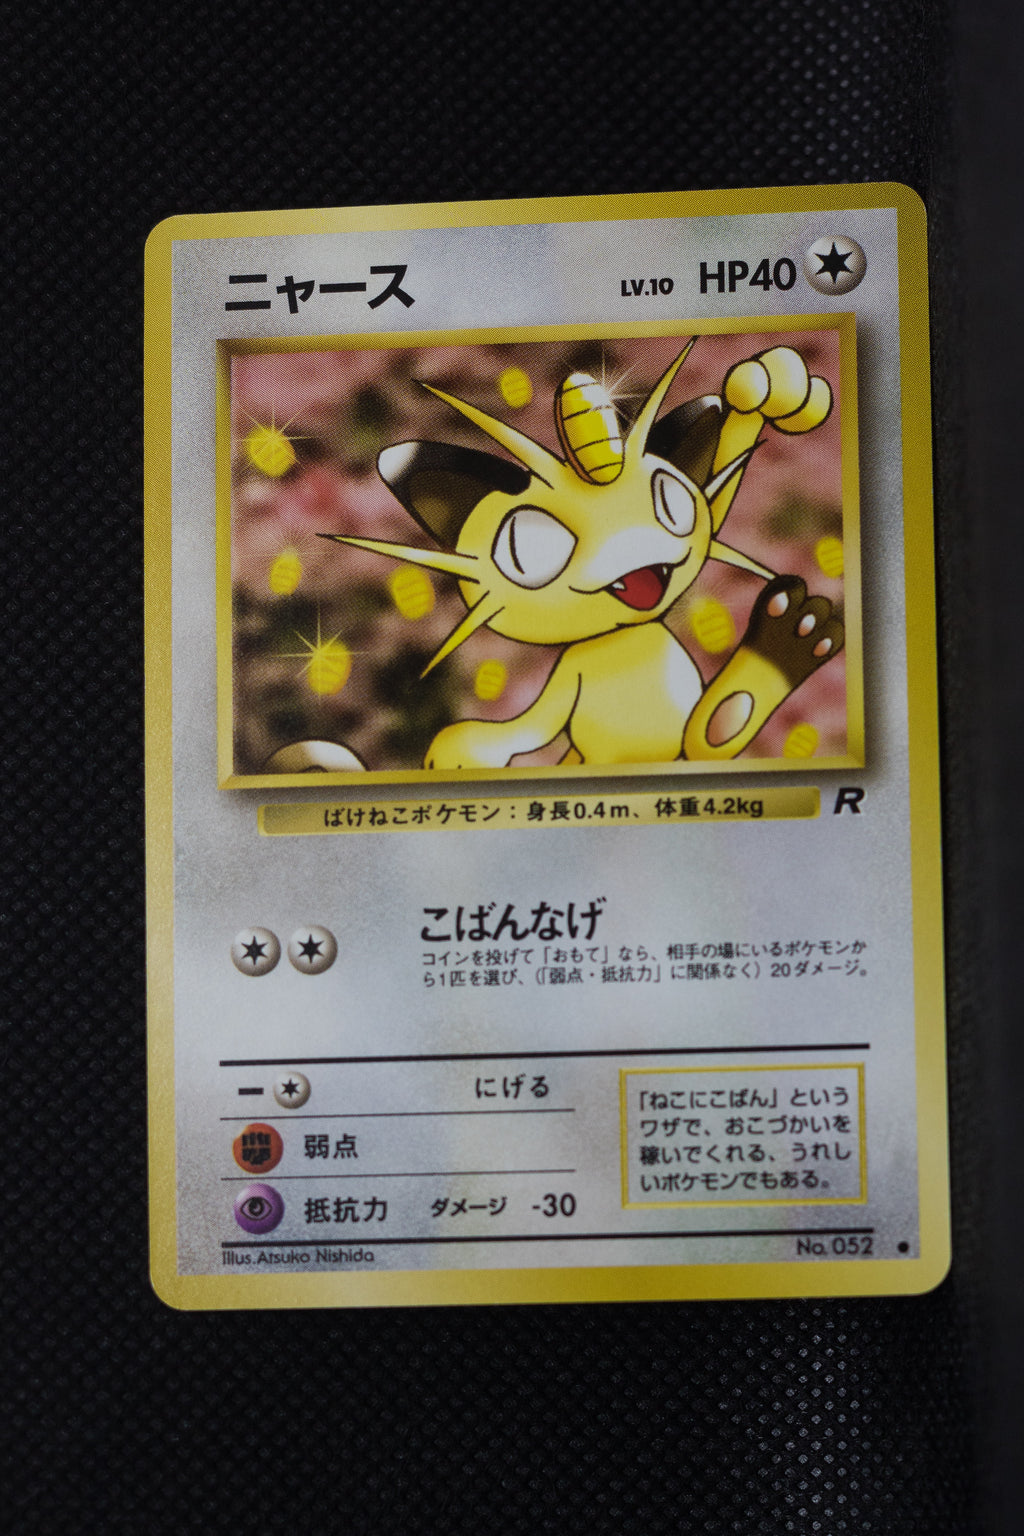 ニャース LV.10 HP40
ばけねこポケモン：身長0.4m、体重4.2kg R
こばんなげ
コインを投げて「おもて」なら、相手の場にいるポケモンか
ら1匹を選び、（「弱点・抵抗力」に関係なく）20ダメージ。
ー にげる
弱点
抵抗力 ダメージ -30
「ねこにこばん」という
ワザで、おこづかいを
稼いでくれる、うれし
いポケモンでもある。
Illus.Atsuko Nishida No. 052 ●